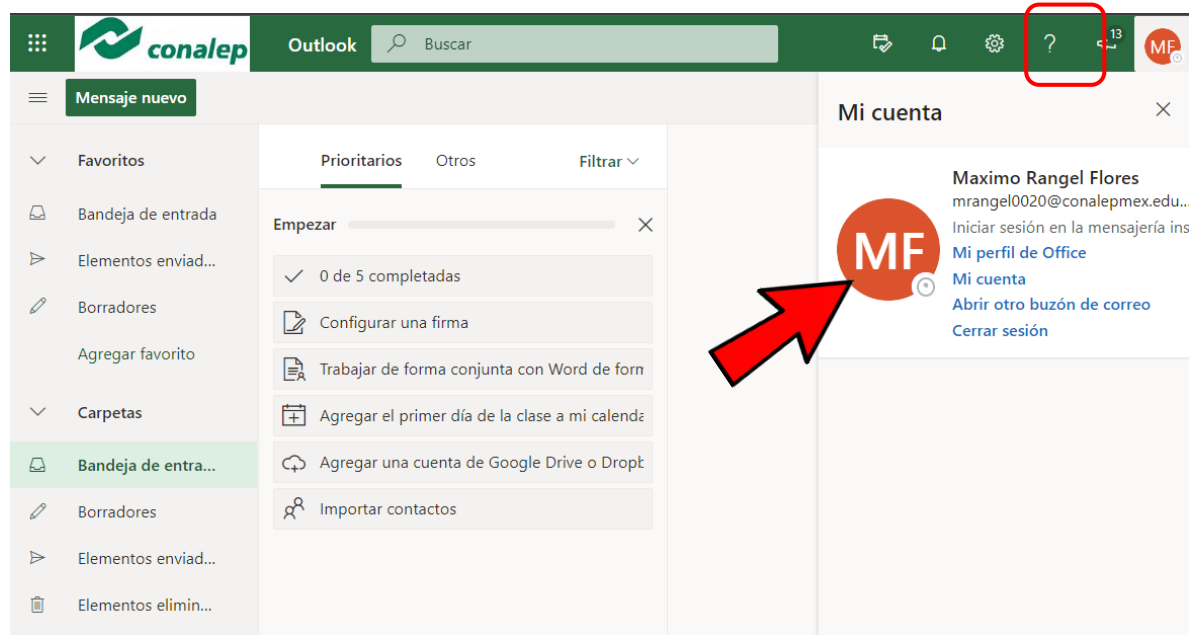 conalep
Outlook
Buscar
?
13
MF
Mensaje nuevo
Mi cuenta
Favoritos
Prioritarios
Otros
Filtrar
Maximo Rangel Flores
mrangel0020@conalepmex.edu...
Iniciar sesión en la mensajería ins
Mi perfil de Office
Mi cuenta
Abrir otro buzón de correo
Cerrar sesión
MF
Bandeja de entrada
Elementos enviad...
Borradores
Agregar favorito
Empezar
0 de 5 completadas
Configurar una firma
Trabajar de forma conjunta con Word de form
Agregar el primer día de la clase a mi calenda
Agregar una cuenta de Google Drive o Dropb
Importar contactos
Carpetas
Bandeja de entra...
Borradores
Elementos enviad...
Elementos elimin...